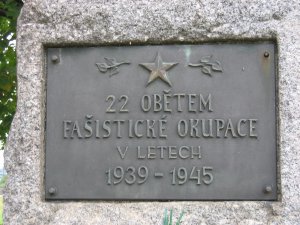 22 OBĚTEM
FAŠISTICKÉ OKUPACE
V LETECH
1939 - 1945